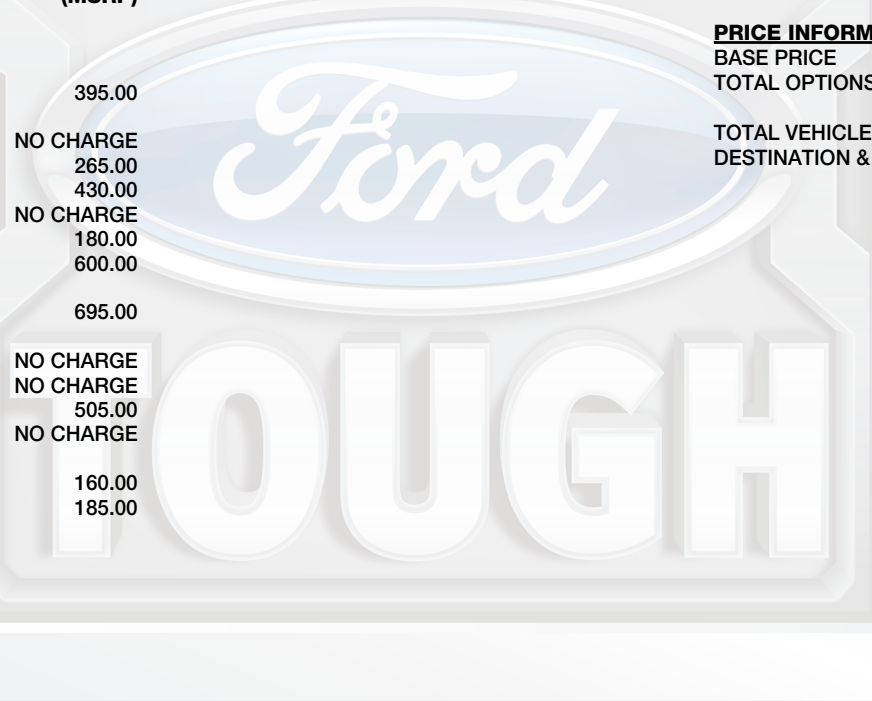 (MSRP)
395.00
NO CHARGE
265.00
430.00
NO CHARGE
180.00
600.00
695.00
NO CHARGE
NO CHARGE
505.00
NO CHARGE
160.00
185.00
PRICE INFORM
BASE PRICE
TOTAL OPTIONS
TOTAL VEHICLE
DESTINATION &
Ford
TOUGH